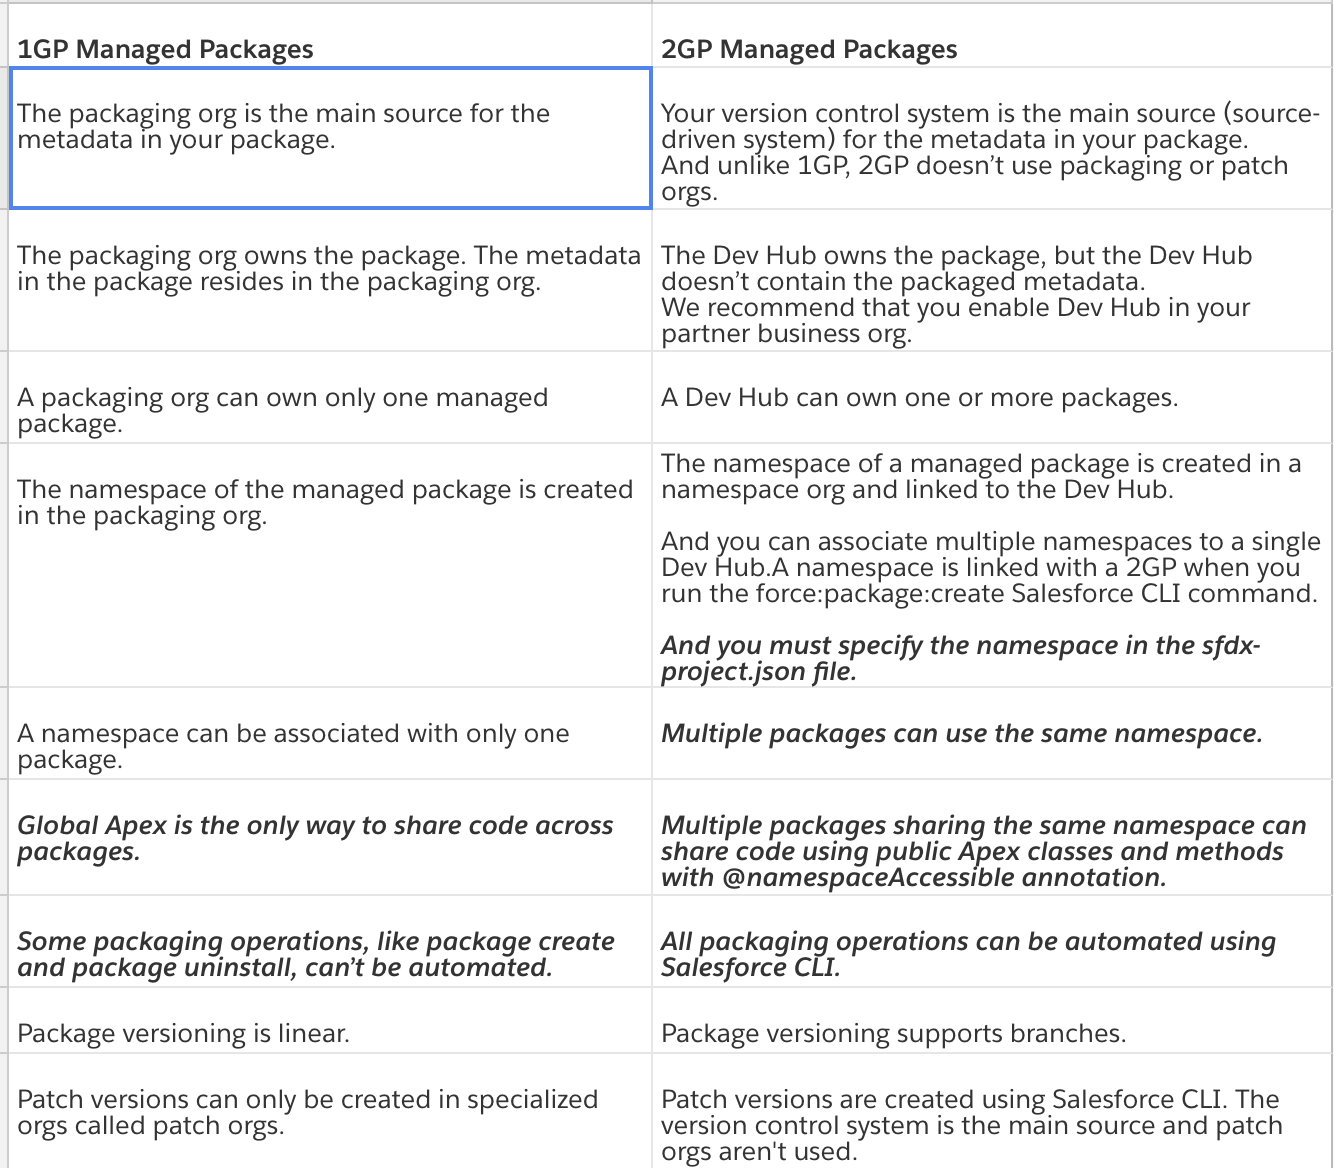 1GP Managed Packages
2GP Managed Packages
The packaging org is the main source for the
metadata in your package.
Your version control system is the main source (source-
driven system) for the metadata in your package.
And unlike 1GP, 2GP doesn’t use packaging or patch
orgs.
The packaging org owns the package. The metadata
in the package resides in the packaging org.
The Dev Hub owns the package, but the Dev Hub
doesn’t contain the packaged metadata.
We recommend that you enable Dev Hub in your
partner business org.
A packaging org can own only one managed
package.
A Dev Hub can own one or more packages.
The namespace of the managed package is created
in the packaging org.
The namespace of a managed package is created in a
namespace org and linked to the Dev Hub.
And you can associate multiple namespaces to a single
Dev Hub.A namespace is linked with a 2GP when you
run the force:package:create Salesforce CLI command.
And you must specify the namespace in the sfdx-
project.json file.
A namespace can be associated with only one
package.
Multiple packages can use the same namespace.
Global Apex is the only way to share code across
packages.
Multiple packages sharing the same namespace can
share code using public Apex classes and methods
with @namespaceAccessible annotation.
Some packaging operations, like package create
and package uninstall, can’t be automated.
All packaging operations can be automated using
Salesforce CLI.
Package versioning is linear.
Package versioning supports branches.
Patch versions can only be created in specialized
orgs called patch orgs.
Patch versions are created using Salesforce CLI. The
version control system is the main source and patch
orgs aren't used.